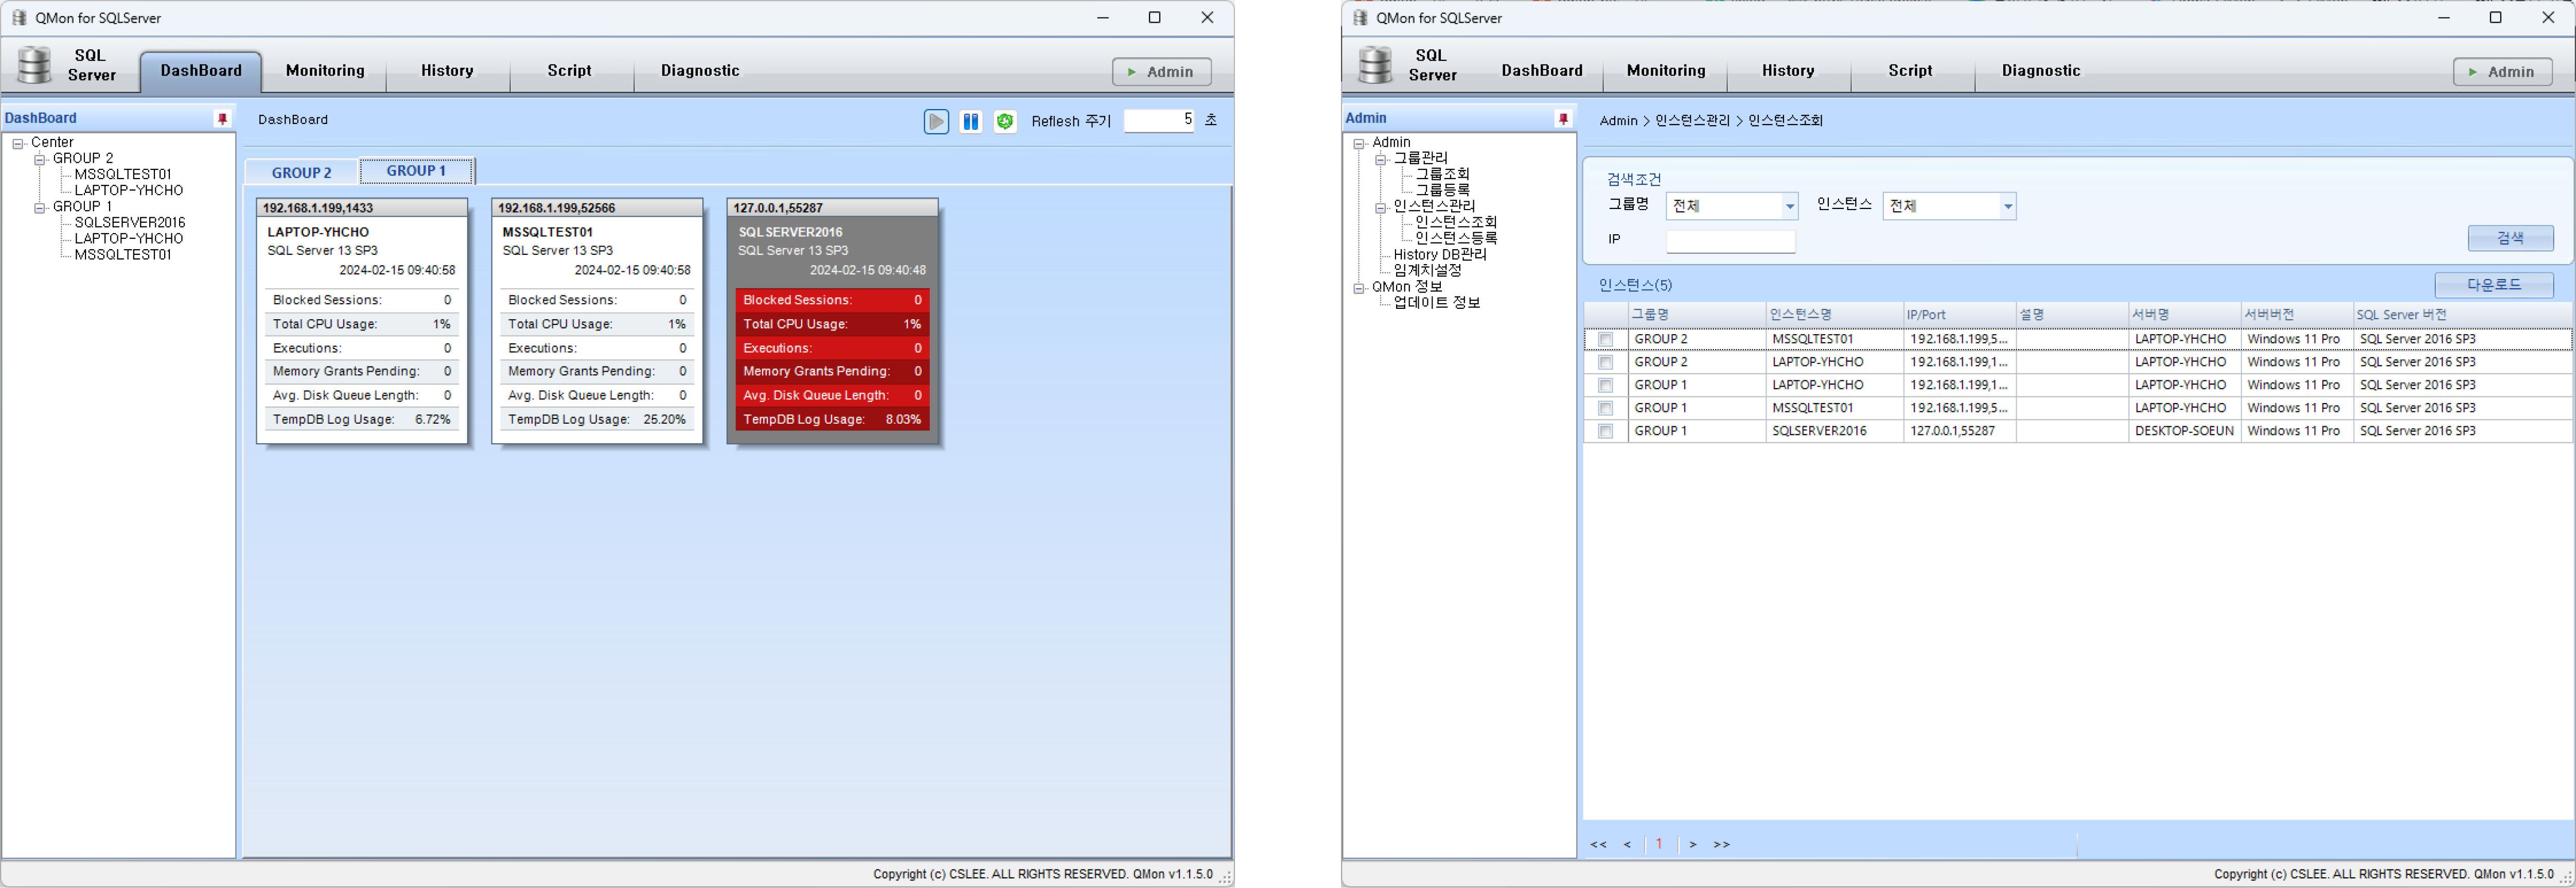 QMon for SQLServer
SQL Server
DashBoard
Monitoring
History
Script
Diagnostic
Admin
DashBoard
Center
GROUP 2
MSSQLTEST01
LAPTOP-YHCHO
GROUP 1
SQLSERVER2016
LAPTOP-YHCHO
MSSQLTEST01
DashBoard
Reflesh 주기 5 초
GROUP 2
GROUP 1
192.168.1.199,1433
LAPTOP-YHCHO
SQL Server 13 SP3
2024-02-15 09:40:58
Blocked Sessions: 0
Total CPU Usage: 1%
Executions: 0
Memory Grants Pending: 0
Avg. Disk Queue Length: 0
TempDB Log Usage: 6.72%
192.168.1.199,52566
MSSQLTEST01
SQL Server 13 SP3
2024-02-15 09:40:58
Blocked Sessions: 0
Total CPU Usage: 1%
Executions: 0
Memory Grants Pending: 0
Avg. Disk Queue Length: 0
TempDB Log Usage: 25.20%
127.0.0.1,55287
SQLSERVER2016
SQL Server 13 SP3
2024-02-15 09:40:48
Blocked Sessions: 0
Total CPU Usage: 1%
Executions: 0
Memory Grants Pending: 0
Avg. Disk Queue Length: 0
TempDB Log Usage: 8.03%
Copyright (c) CSLEE. ALL RIGHTS RESERVED. QMon v1.1.5.0
QMon for SQLServer
SQL Server
DashBoard
Monitoring
History
Script
Diagnostic
Admin
Admin
Admin
그룹관리
그룹조회
그룹등록
인스턴스관리
인스턴스조회
인스턴스등록
History DB관리
임계치설정
QMon 정보
업데이트 정보
Admin > 인스턴스관리 > 인스턴스조회
검색조건
그룹명 전체 인스턴스 전체
IP
검색
인스턴스(5)
다운로드
그룹명 인스턴스명 IP/Port 설명 서버명 서버버전 SQL Server 버전
GROUP 2 MSSQLTEST01 192.168.1.199,5... LAPTOP-YHCHO Windows 11 Pro SQL Server 2016 SP3
GROUP 2 LAPTOP-YHCHO 192.168.1.199,1... LAPTOP-YHCHO Windows 11 Pro SQL Server 2016 SP3
GROUP 1 LAPTOP-YHCHO 192.168.1.199,1... LAPTOP-YHCHO Windows 11 Pro SQL Server 2016 SP3
GROUP 1 MSSQLTEST01 192.168.1.199,5... LAPTOP-YHCHO Windows 11 Pro SQL Server 2016 SP3
GROUP 1 SQLSERVER2016 127.0.0.1,55287 DESKTOP-SOEUN Windows 11 Pro SQL Server 2016 SP3
<< < 1 > >>
Copyright (c) CSLEE. ALL RIGHTS RESERVED. QMon v1.1.5.0